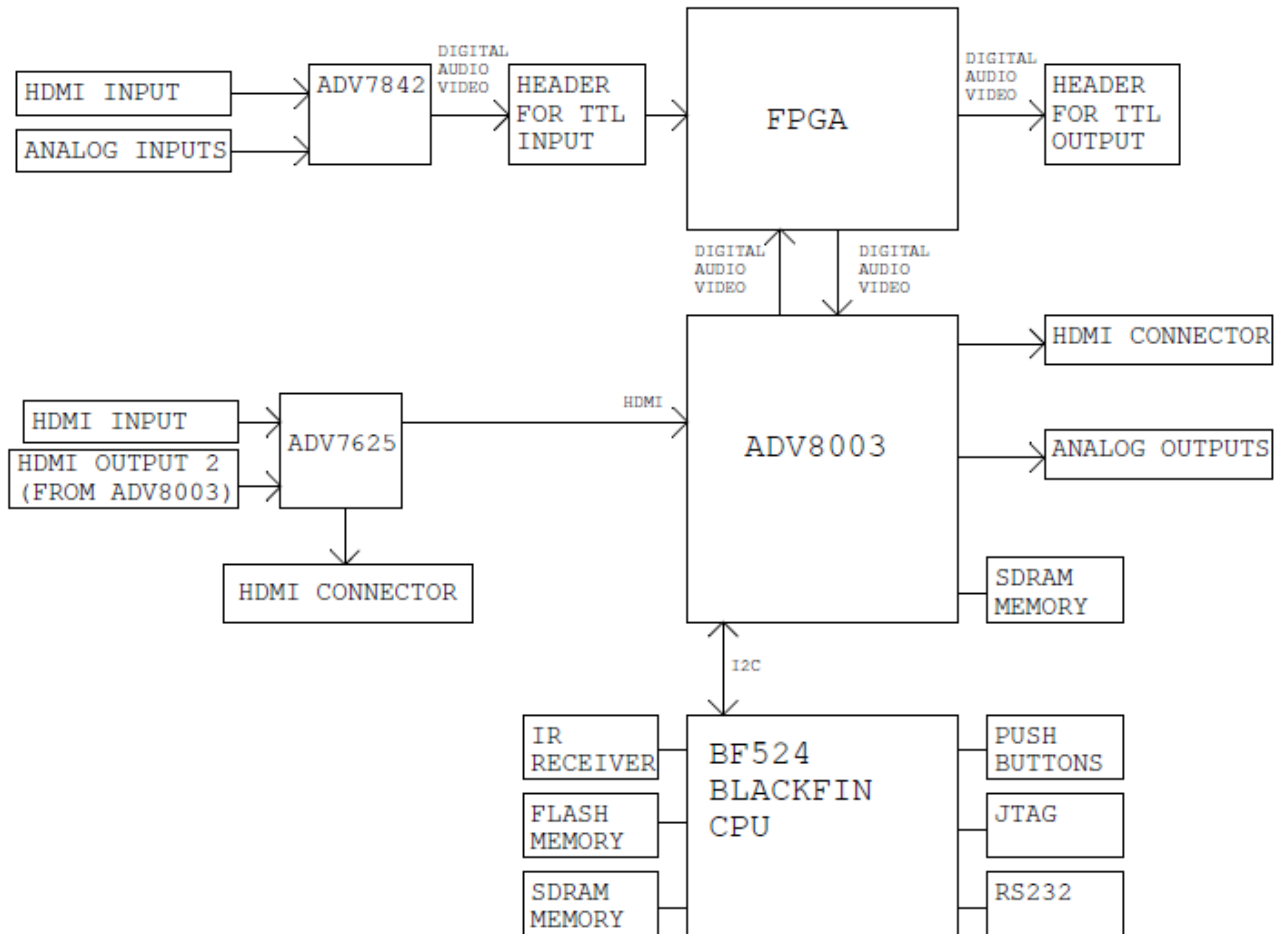 HDMI INPUT
ANALOG INPUTS
ADV7842
DIGITAL
AUDIO
VIDEO
HEADER
FOR TTL
INPUT
FPGA
DIGITAL
AUDIO
VIDEO
HEADER
FOR TTL
OUTPUT
DIGITAL
AUDIO
VIDEO
DIGITAL
AUDIO
VIDEO
HDMI INPUT
HDMI OUTPUT 2
(FROM ADV8003)
ADV7625
HDMI CONNECTOR
HDMI
ADV8003
HDMI CONNECTOR
ANALOG OUTPUTS
SDRAM
MEMORY
I2C
IR
RECEIVER
FLASH
MEMORY
SDRAM
MEMORY
BF524
BLACKFIN
CPU
PUSH
BUTTONS
JTAG
RS232